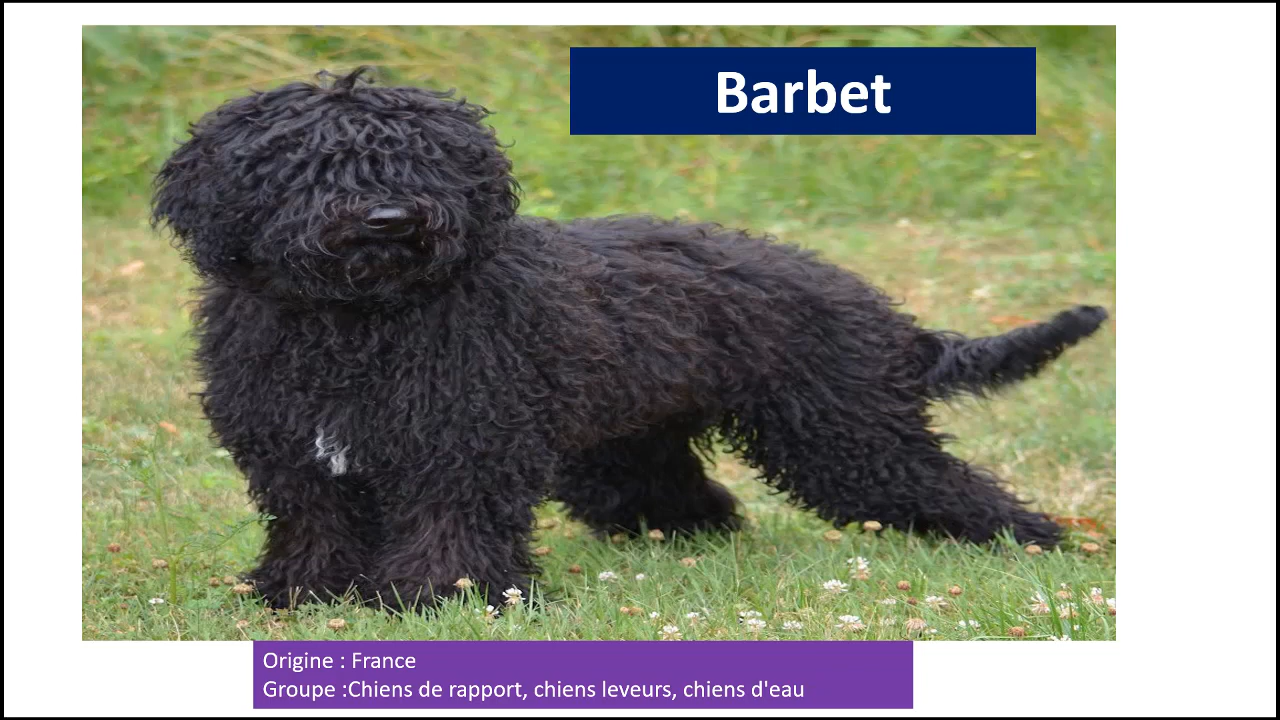 Barbet
Origine : France
Groupe :Chiens de rapport, chiens leveurs, chiens d'eau